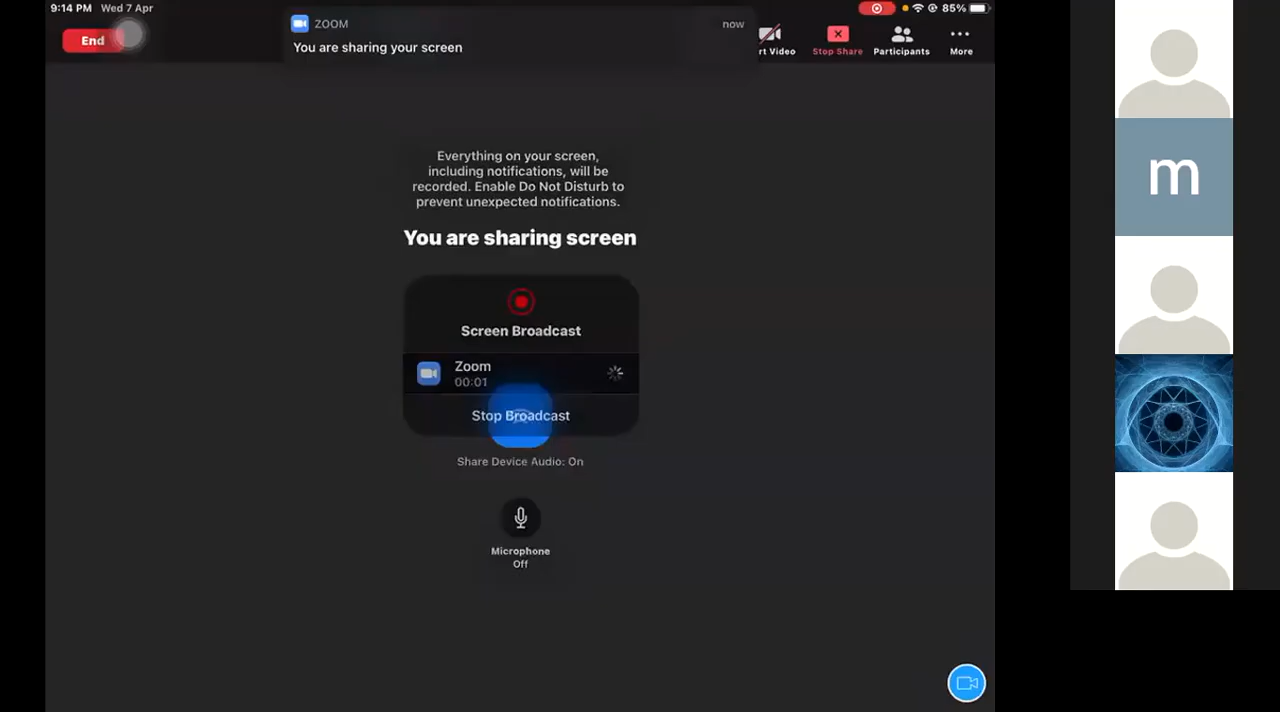 9:14 PM Wed 7 Apr
85%
End
ZOOM
now
You are sharing your screen
rt Video
Stop Share
Participants
More
Everything on your screen,
including notifications, will be
recorded. Enable Do Not Disturb to
prevent unexpected notifications.
You are sharing screen
Screen Broadcast
Zoom
00:01
Stop Broadcast
Share Device Audio: On
Microphone
Off
m